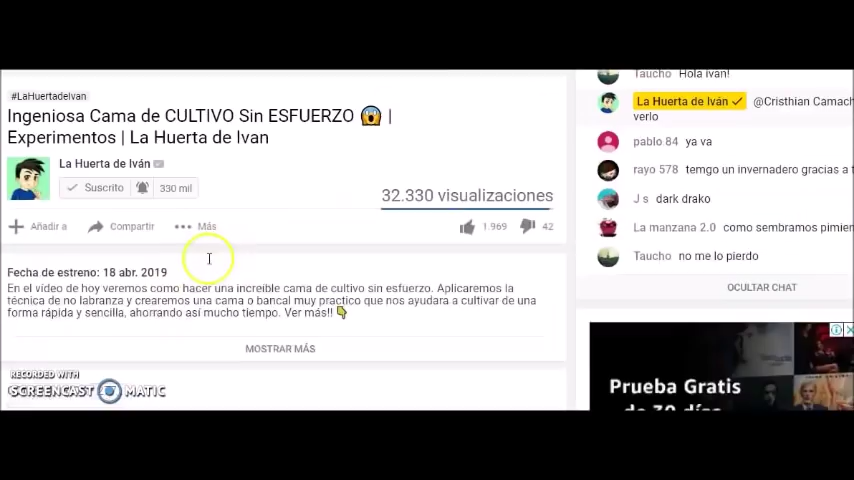 #LaHuertadeIvan
Ingeniosa Cama de CULTIVO Sin ESFUERZO 😱 |
Experimentos | La Huerta de Ivan
La Huerta de Iván
Suscrito 330 mil
32.330 visualizaciones
Añadir a Compartir Más 1.969 42
Fecha de estreno: 18 abr. 2019
En el vídeo de hoy veremos como hacer una increible cama de cultivo sin esfuerzo. Aplicaremos la
técnica de no labranza y crearemos una cama o bancal muy practico que nos ayudara a cultivar de una
forma rápida y sencilla, ahorrando así mucho tiempo. Ver más!! 👇
MOSTRAR MÁS
RECORDED WITH
SCREENCAST MATIC
Taucho Hola ivan!
La Huerta de Iván @Cristhian Camach
verlo
pablo 84 ya va
rayo 578 temgo un invernadero gracias a t
J s dark drako
La manzana 2.0 como sembramos pimien
Taucho no me lo pierdo
OCULTAR CHAT
Prueba Gratis
de 30 días